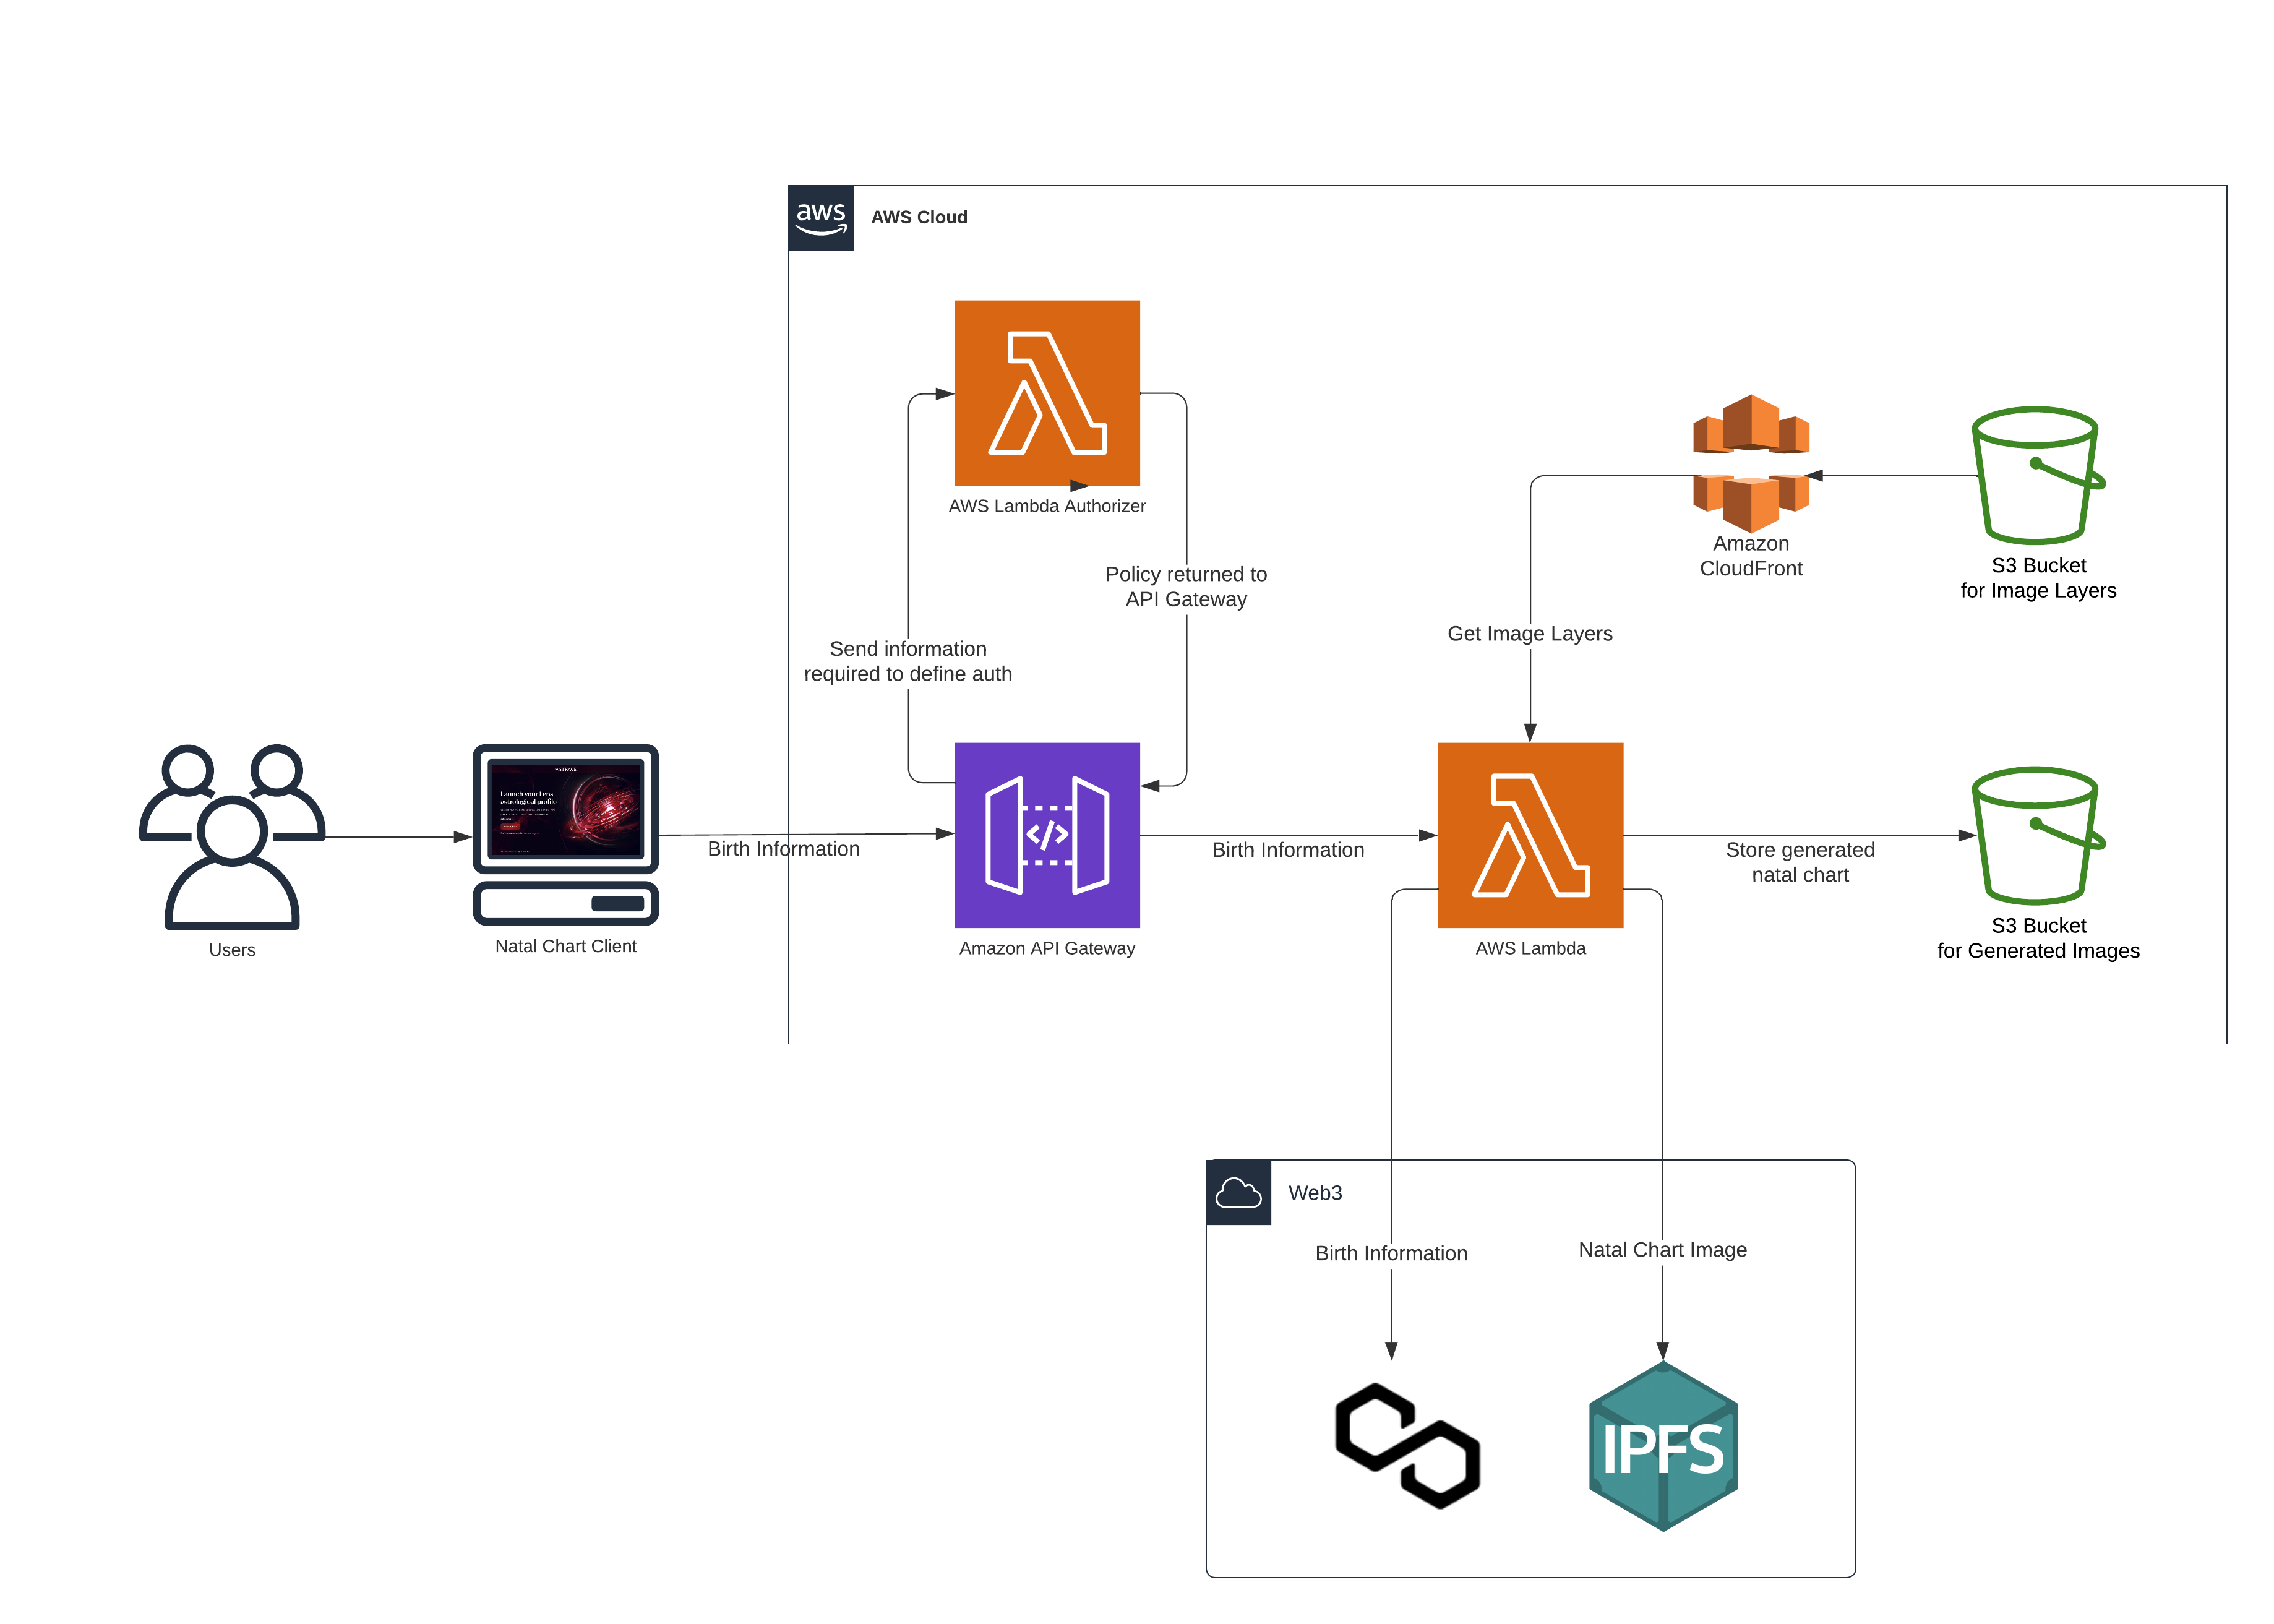 aws
AWS Cloud
AWS Lambda Authorizer
Policy returned to
API Gateway
Send information
required to define auth
Amazon
CloudFront
S3 Bucket
for Image Layers
Get Image Layers
Launch your Lens
astrological profile
Birth Information
Birth Information
Store generated
natal chart
Users
Natal Chart Client
Amazon API Gateway
AWS Lambda
S3 Bucket
for Generated Images
Web3
Birth Information
Natal Chart Image
IPFS